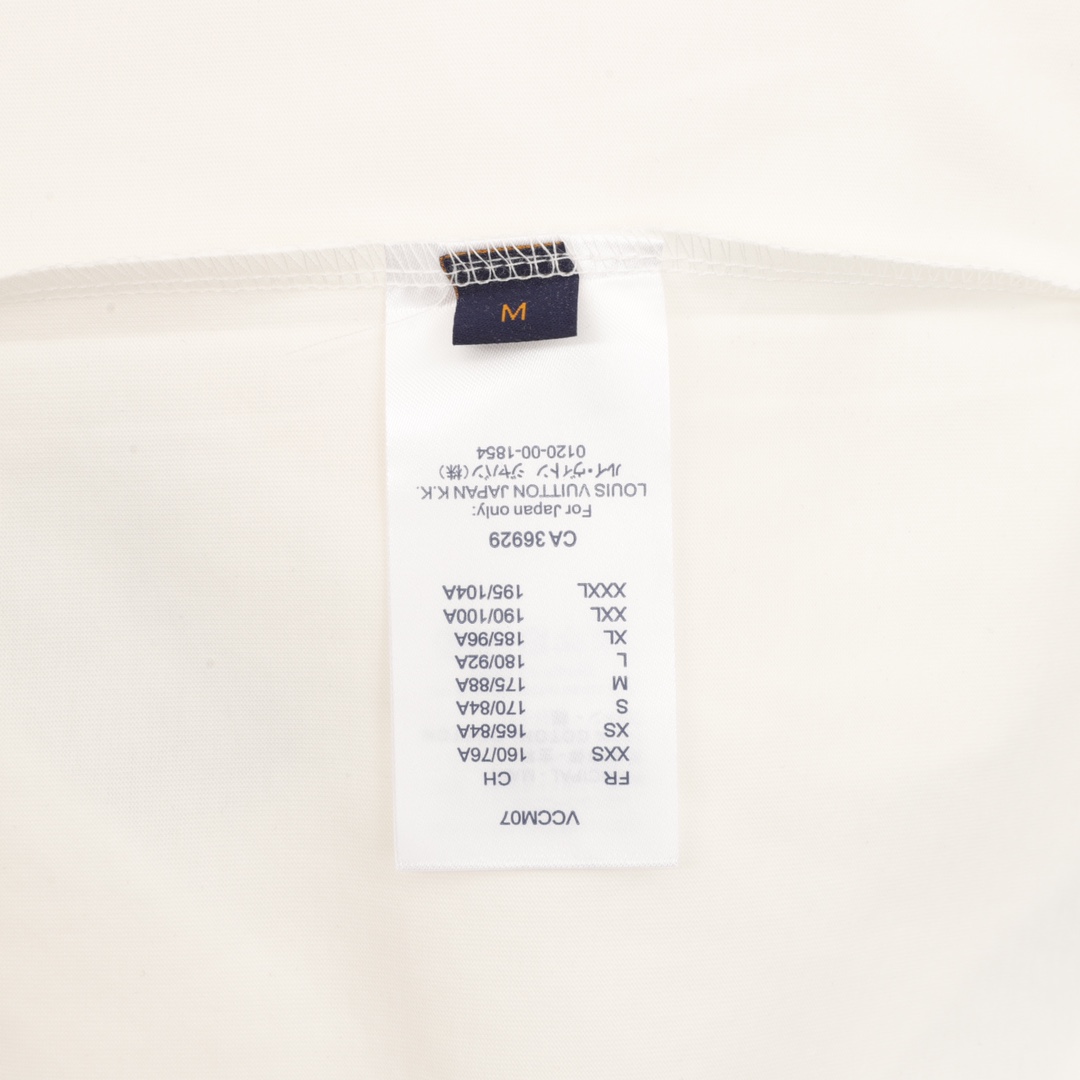 M
VCCM07
FR CH
XXS 160/76A
XS 165/84A
S 170/84A
M 175/88A
L 180/92A
XL 185/96A
XXL 190/100A
XXXL 195/104A
CA 36929
For Japan only:
LOUIS VUITTON JAPAN K.K.
ルイ・ヴィトン ジャパン(株)
0120-00-1854